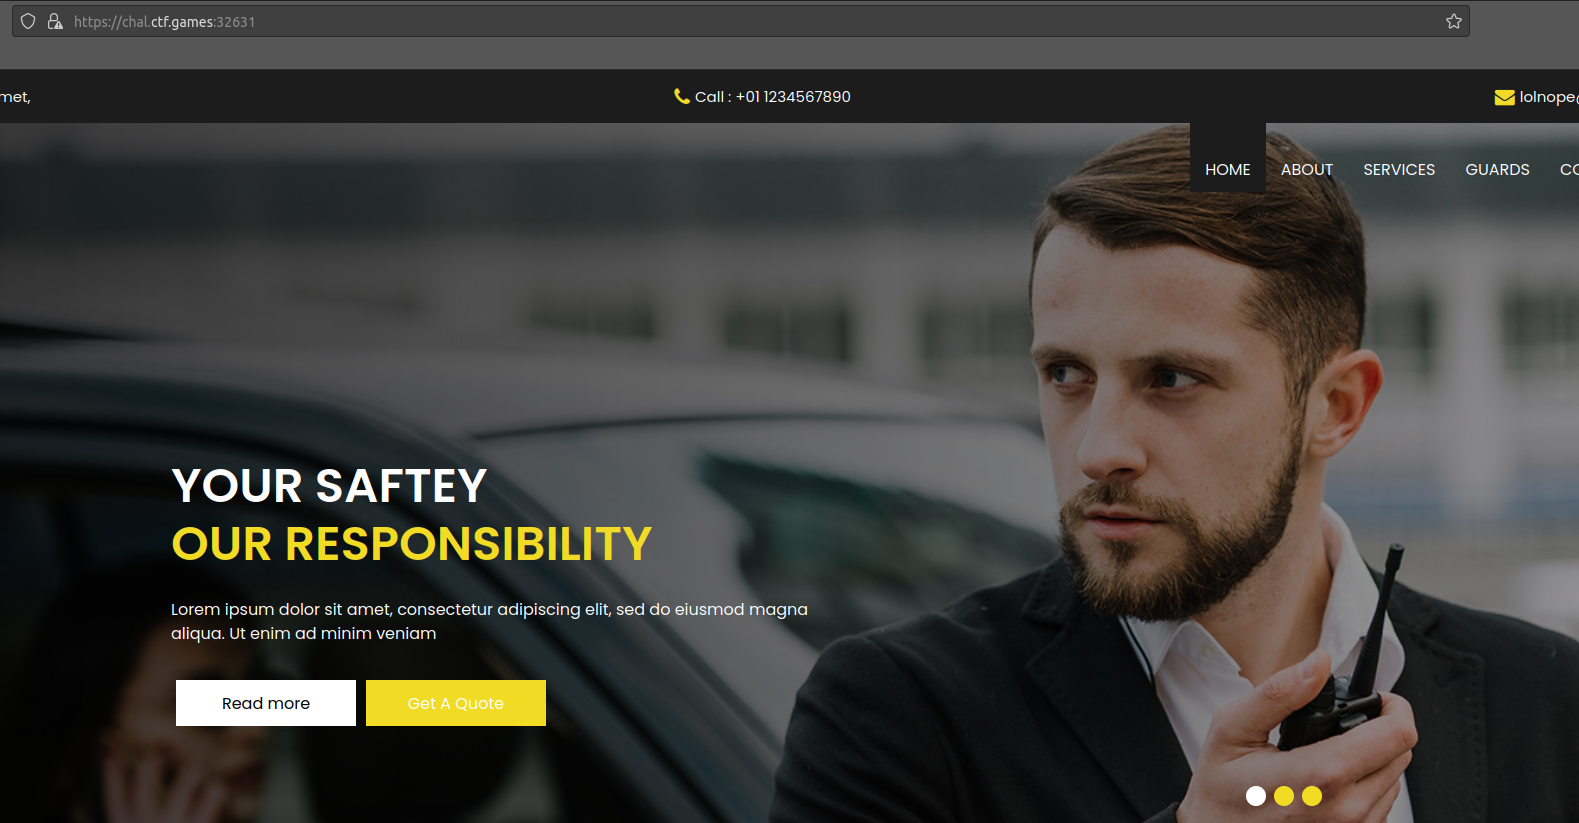 https://chal.ctf.games:32631
met,
Call : +01 1234567890
lolnope
HOME ABOUT SERVICES GUARDS CO
YOUR SAFTEY
OUR RESPONSIBILITY
Lorem ipsum dolor sit amet, consectetur adipiscing elit, sed do eiusmod magna
aliqua. Ut enim ad minim veniam
Read more Get A Quote